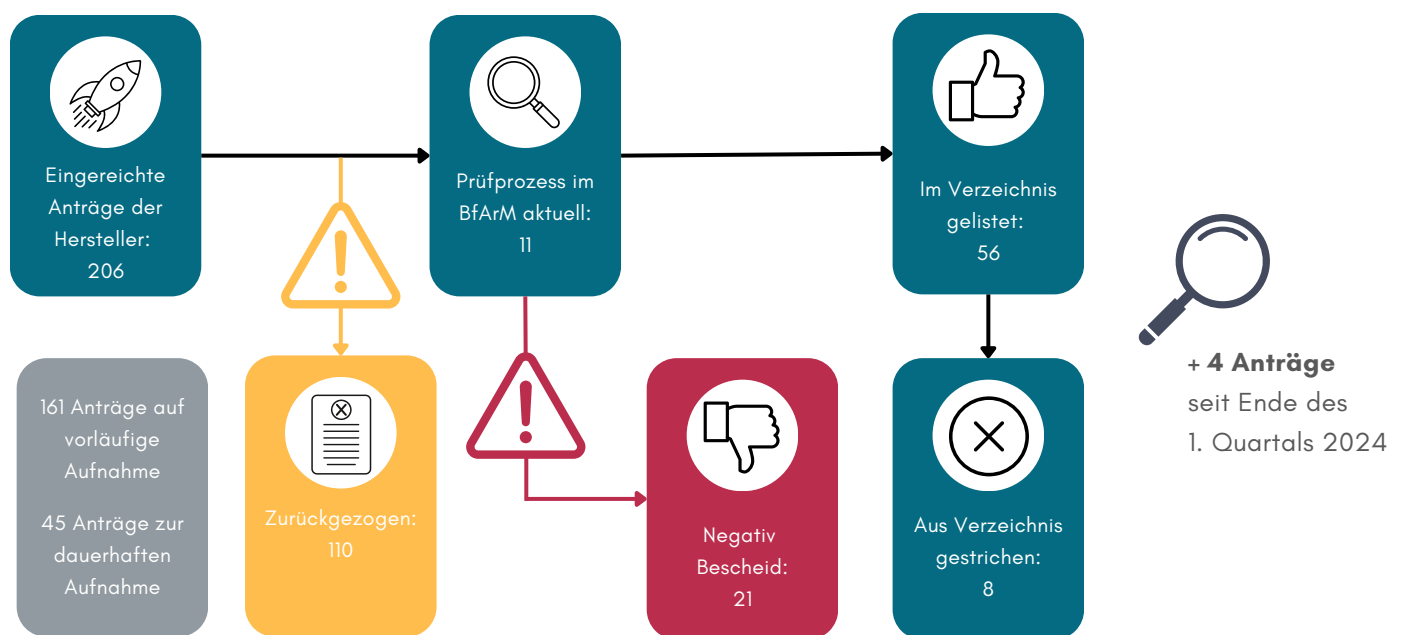 Eingereichte
Anträge der
Hersteller:
206
Prüfprozess im
BfArM aktuell:
11
Im Verzeichnis
gelistet:
56
161 Anträge auf
vorläufige
Aufnahme
45 Anträge zur
dauerhaften
Aufnahme
Zurückgezogen:
110
Negativ
Bescheid:
21
Aus Verzeichnis
gestrichen:
8
+ 4 Anträge
seit Ende des
1. Quartals 2024